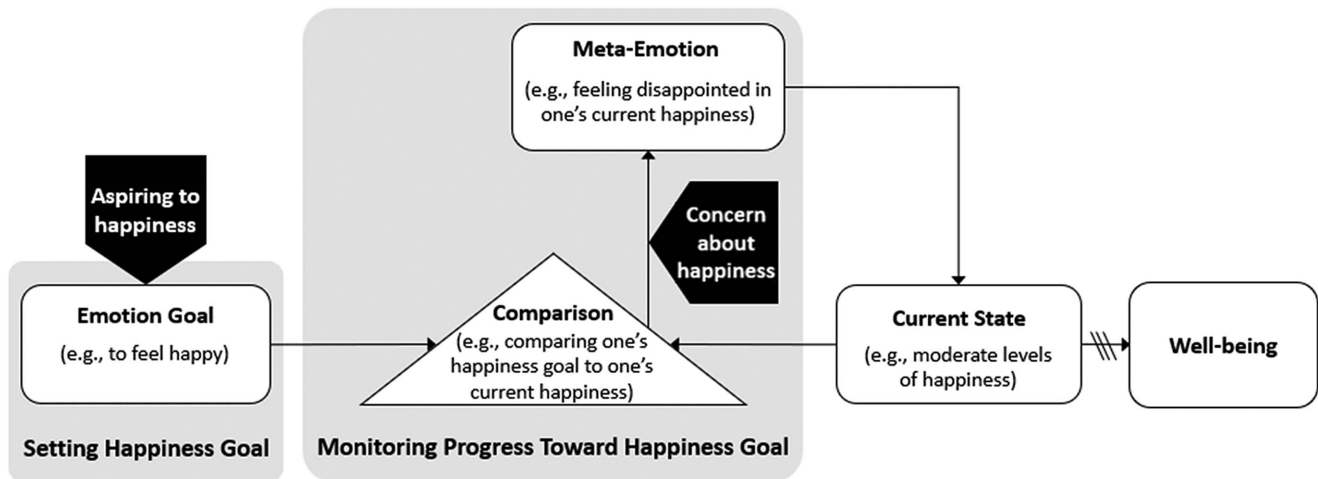 Meta-Emotion
(e.g., feeling disappointed in
one’s current happiness)
Aspiring to
happiness
Concern
about
happiness
Emotion Goal
(e.g., to feel happy)
Comparison
(e.g., comparing one’s
happiness goal to one’s
current happiness)
Current State
(e.g., moderate levels
of happiness)
Well-being
Setting Happiness Goal
Monitoring Progress Toward Happiness Goal